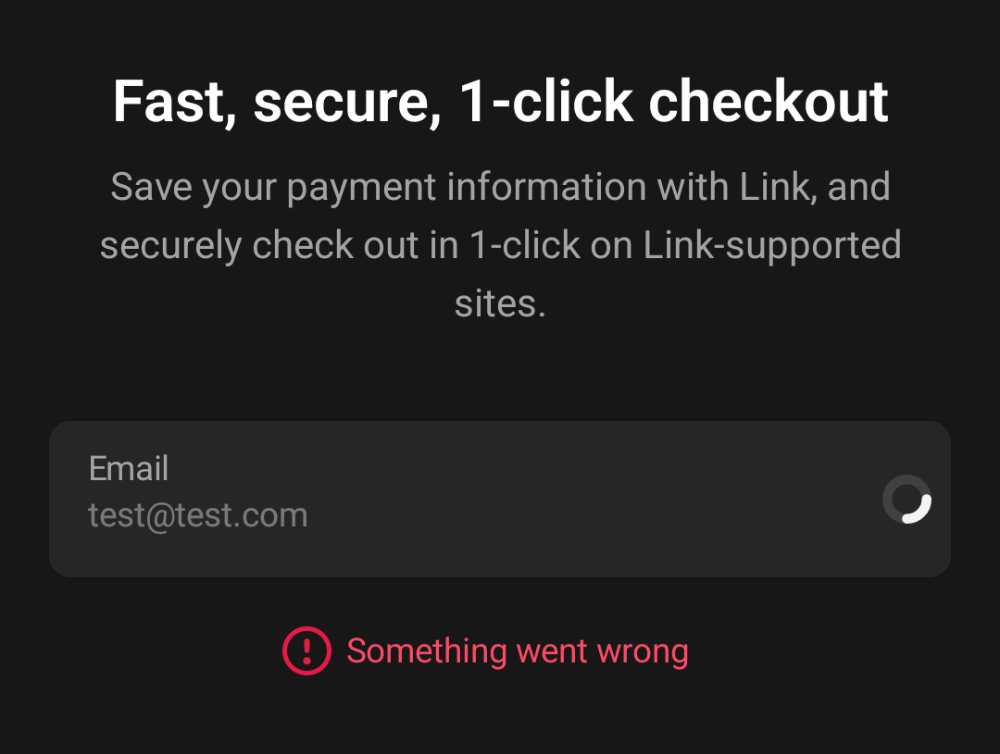 Fast, secure, 1-click checkout
Save your payment information with Link, and
securely check out in 1-click on Link-supported
sites.
Email
test@test.com
Something went wrong